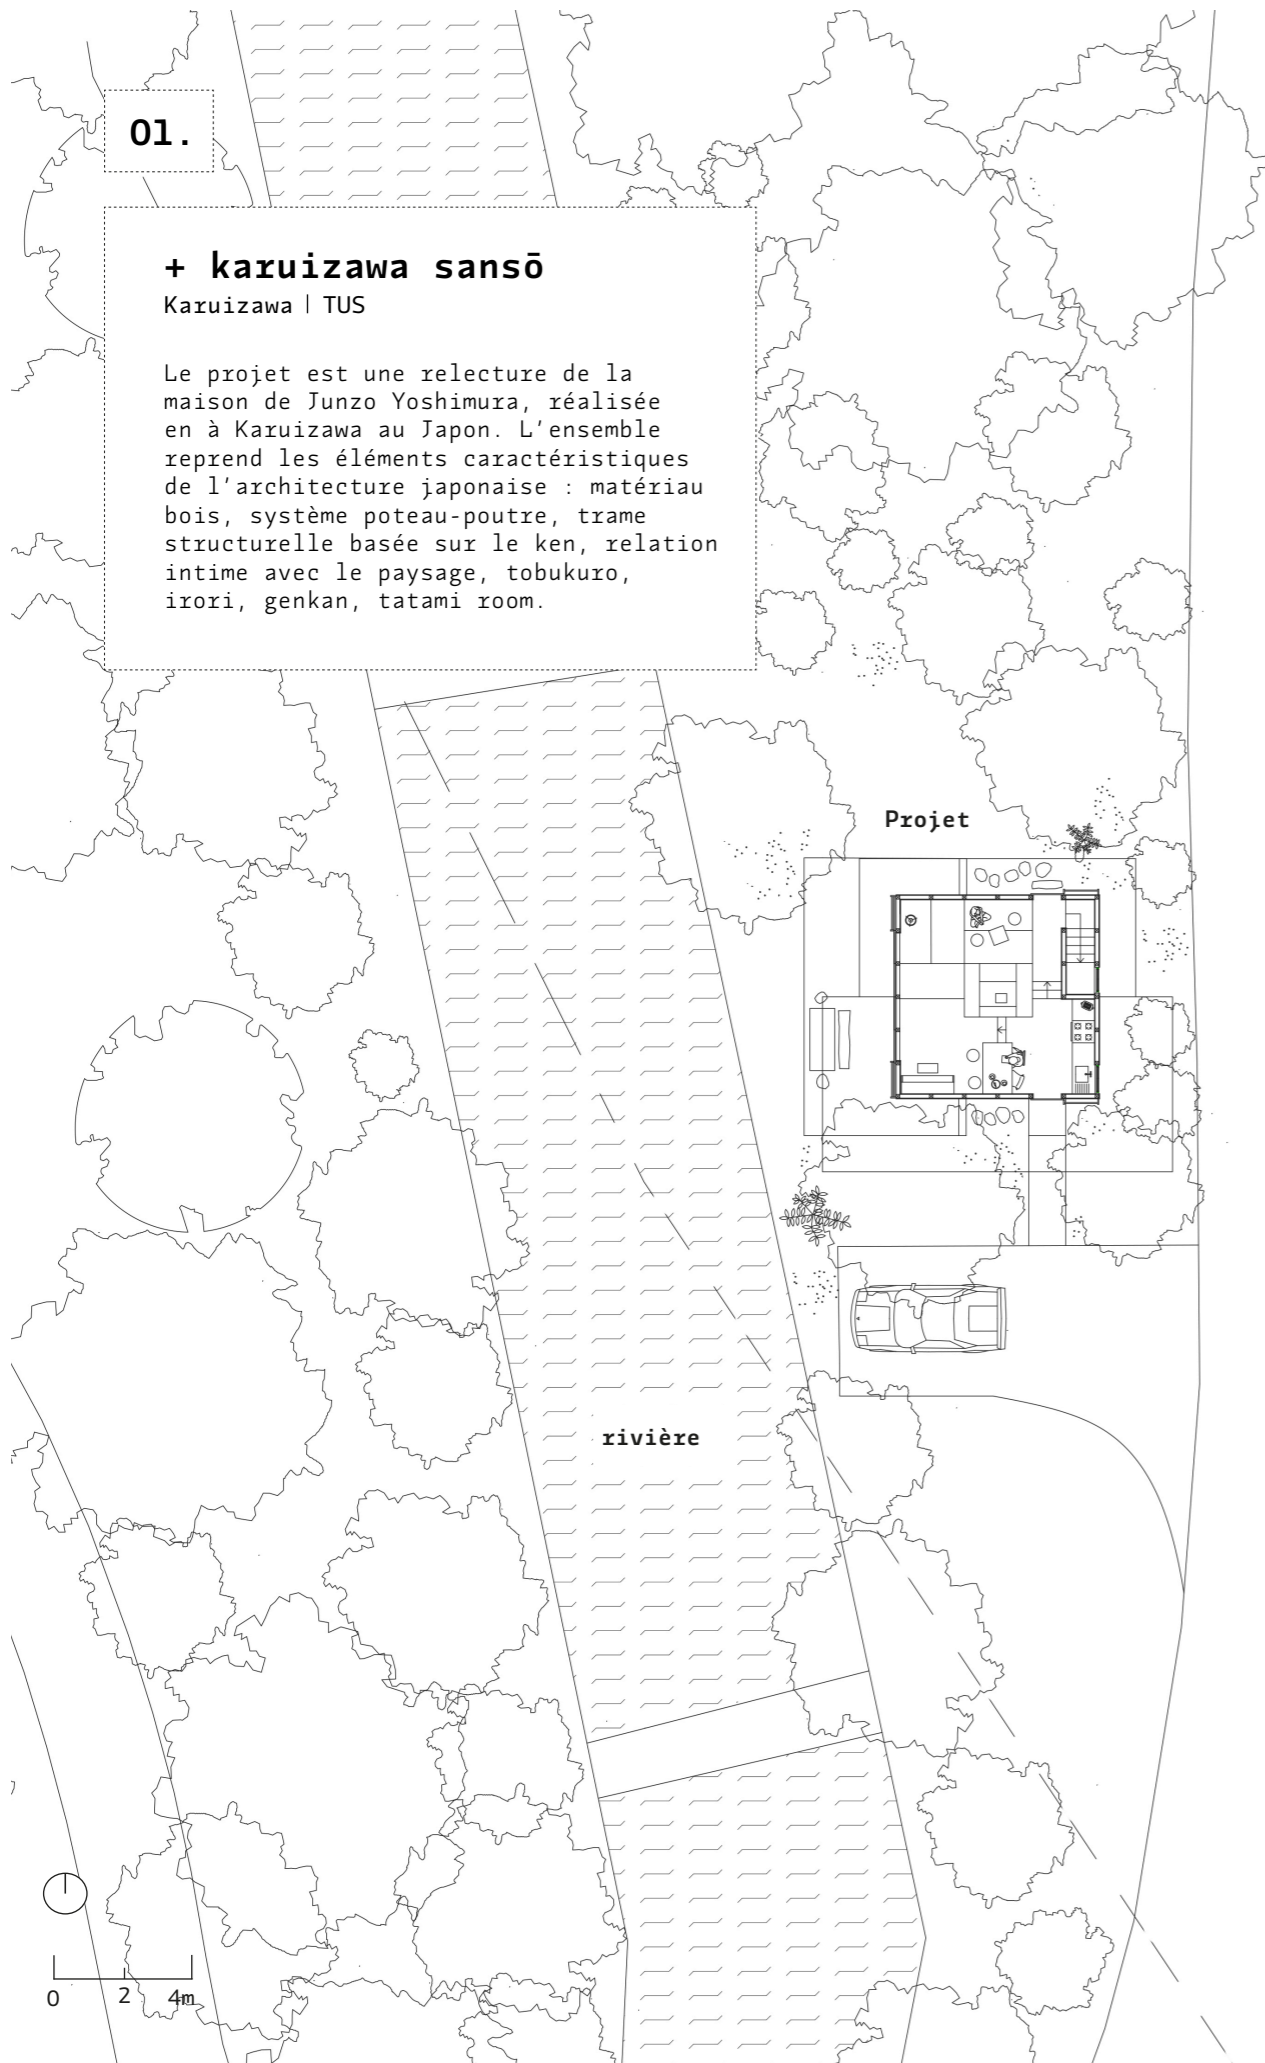 01.
+ karuizawa sansō
Karuizawa | TUS
Le projet est une relecture de la
maison de Junzo Yoshimura, réalisée
en à Karuizawa au Japon. L'ensemble
reprend les éléments caractéristiques
de l'architecture japonaise : matériau
bois, système poteau-poutre, trame
structurelle basée sur le ken, relation
intime avec le paysage, tobukuro,
irori, genkan, tatami room.
Projet
rivière
0 2 4m